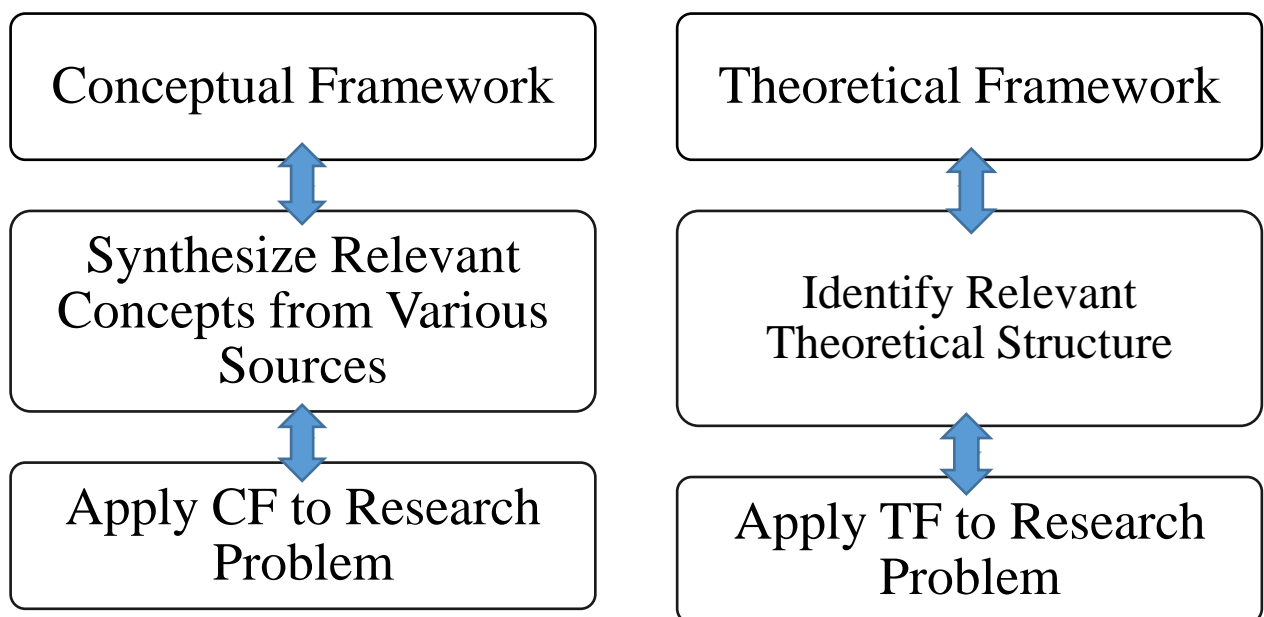 Conceptual Framework
Synthesize Relevant
Concepts from Various
Sources
Apply CF to Research
Problem
Theoretical Framework
Identify Relevant
Theoretical Structure
Apply TF to Research
Problem